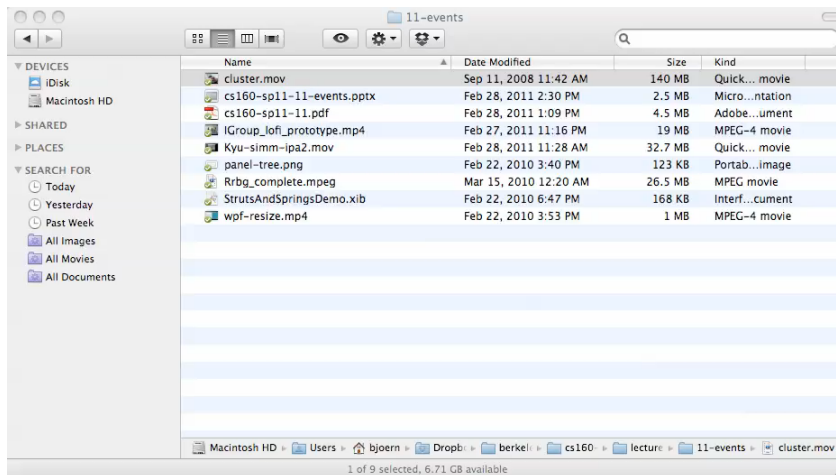 11-events
DEVICES
iDisk
Macintosh HD
SHARED
PLACES
SEARCH FOR
Today
Yesterday
Past Week
All Images
All Movies
All Documents
Name Date Modified Size Kind
cluster.mov Sep 11, 2008 11:42 AM 140 MB Quick... movie
cs160-sp11-11-events.pptx Feb 28, 2011 2:30 PM 2.5 MB Micro...ntation
cs160-sp11-11.pdf Feb 28, 2011 1:09 PM 4.5 MB Adobe...ument
IGroup_lofi_prototype.mp4 Feb 27, 2011 11:16 PM 19 MB MPEG-4 movie
Kyu-simm-ipa2.mov Feb 28, 2011 11:28 AM 32.7 MB Quick... movie
panel-tree.png Feb 22, 2010 3:40 PM 123 KB Portab...image
Rrbg_complete.mpeg Mar 15, 2010 12:20 AM 26.5 MB MPEG movie
StrutsAndSpringsDemo.xib Feb 22, 2010 6:47 PM 168 KB Interf...cument
wpf-resize.mp4 Feb 22, 2010 3:53 PM 1 MB MPEG-4 movie
Macintosh HD Users bjoern Dropb berkel cs160- lecture 11-events cluster.mov
1 of 9 selected, 6.71 GB available